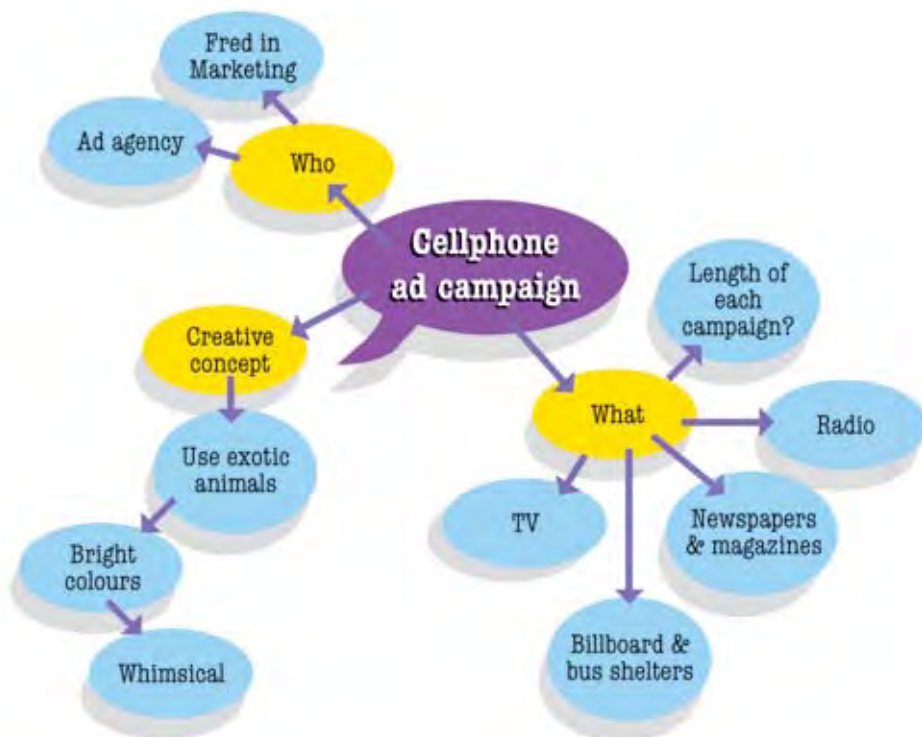 Fred in
Marketing
Ad agency
Who
Cellphone
ad campaign
Length of
each
campaign?
Creative
concept
What
Radio
Use exotic
animals
TV
Newspapers
& magazines
Bright
colours
Billboard &
bus shelters
Whimsical